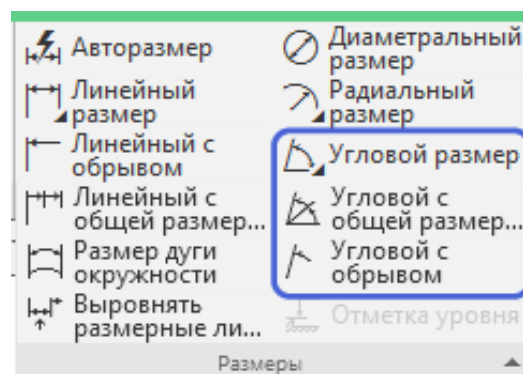 Авторазмер
Линейный
размер
Линейный с
обрывом
Линейный с
общей размер...
Размер дуги
окружности
Выровнять
размерные ли...
Диаметральный
размер
Радиальный
размер
Угловой размер
Угловой с
общей размер...
Угловой с
обрывом
Отметка уровня
Размеры